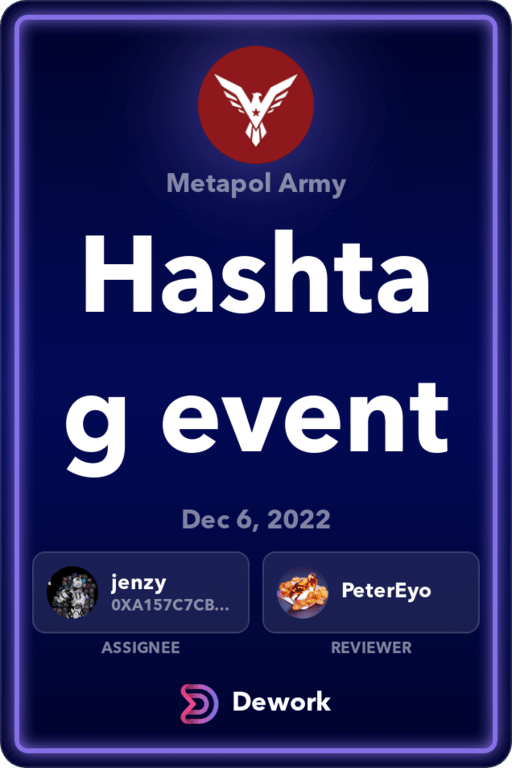 Metapol Army
Hashta
g event
Dec 6, 2022
jenzy
0XA157C7CB...
PeterEyo
ASSIGNEE
REVIEWER
Dework